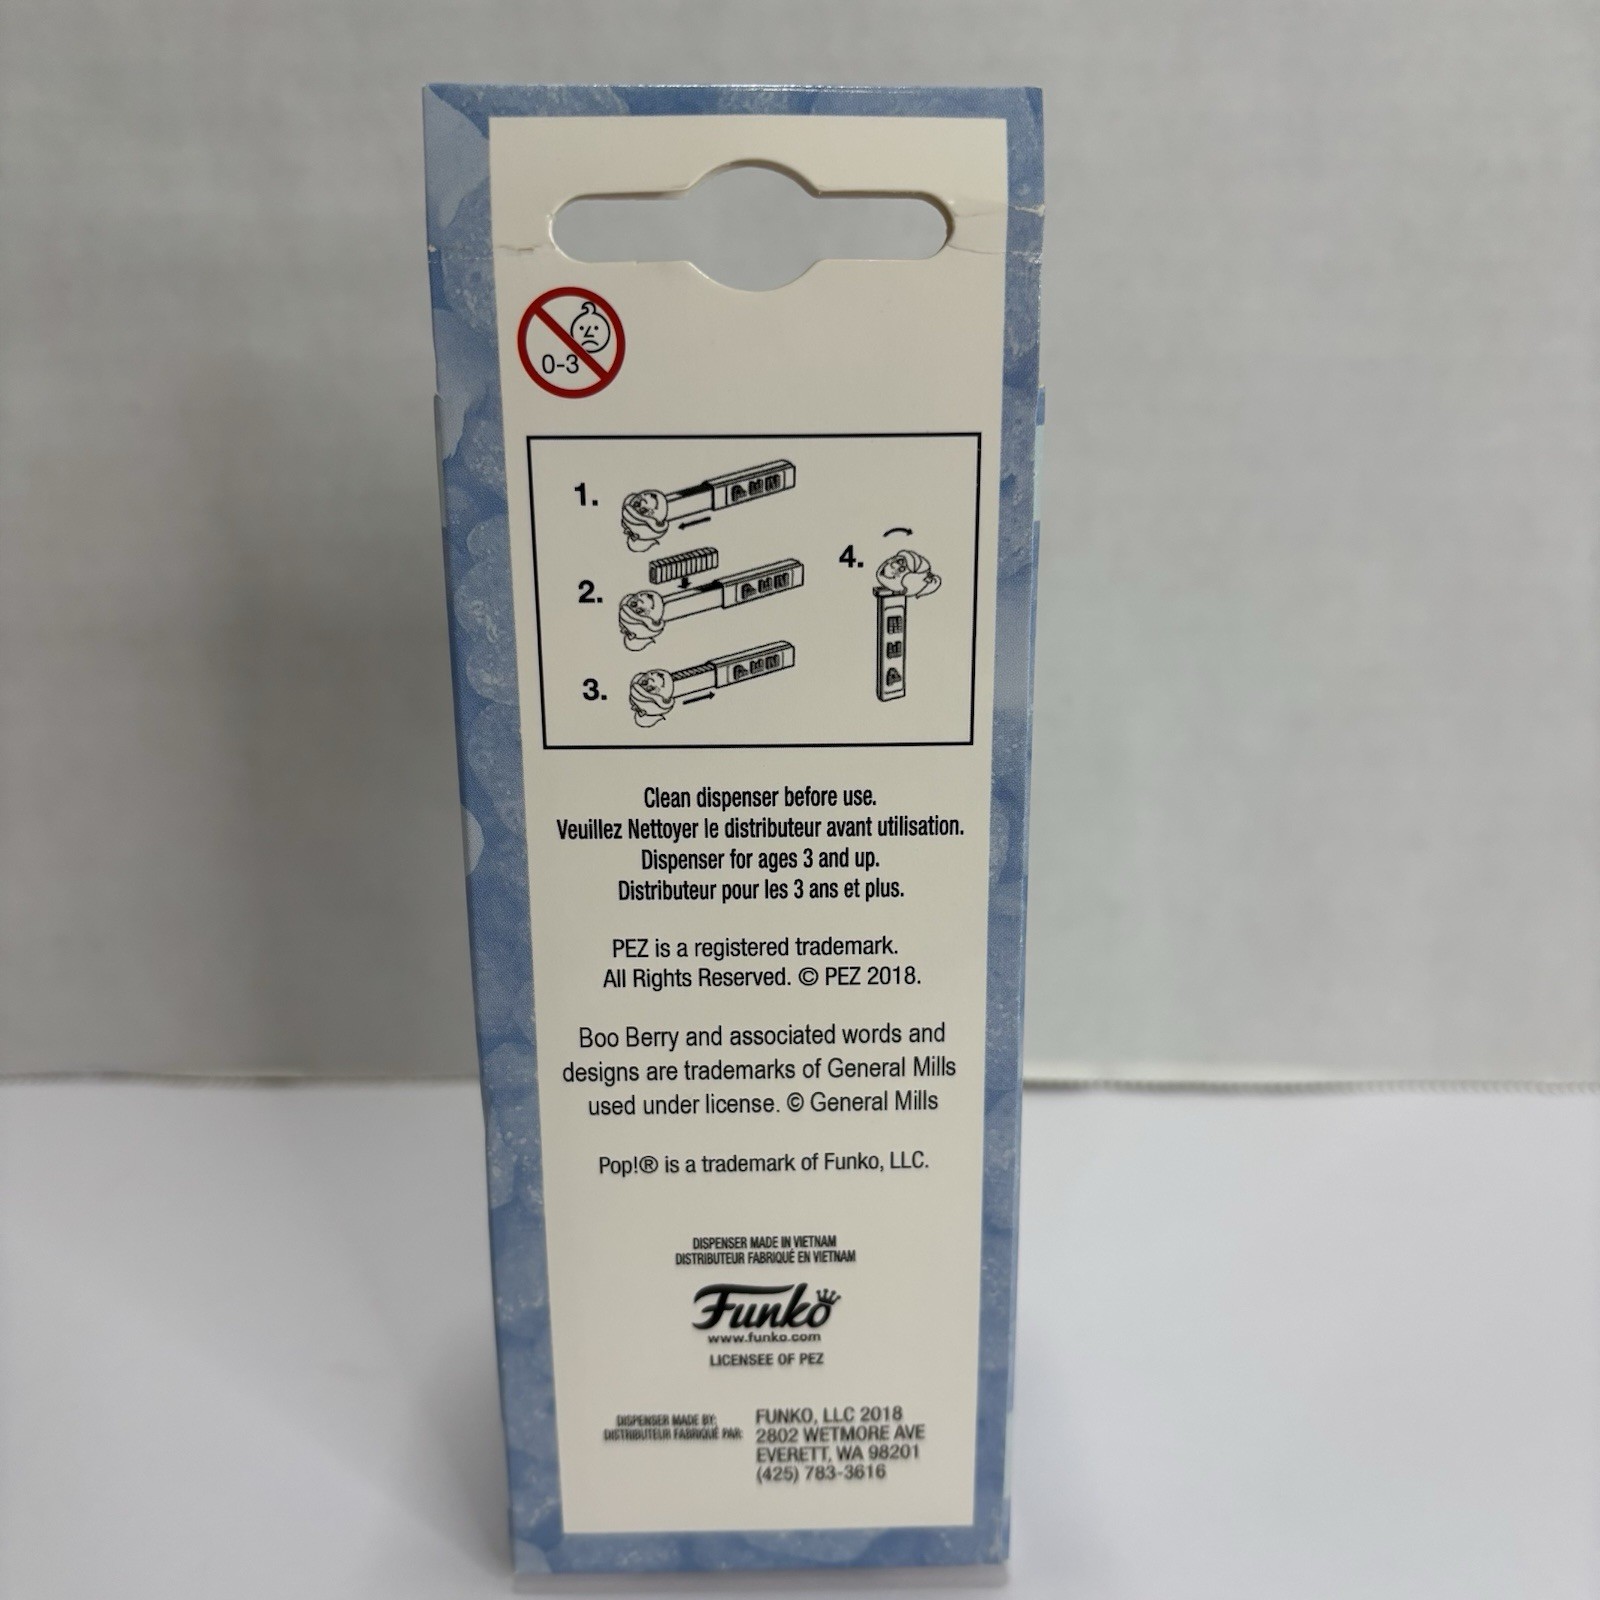 0-3
1.
PEZ
2.
PEZ
3.
PEZ
4.
PEZ
Clean dispenser before use.
Veuillez Nettoyer le distributeur avant utilisation.
Dispenser for ages 3 and up.
Distributeur pour les 3 ans et plus.
PEZ is a registered trademark.
All Rights Reserved. © PEZ 2018.
Boo Berry and associated words and
designs are trademarks of General Mills
used under license. © General Mills
Pop!® is a trademark of Funko, LLC.
DISPENSER MADE IN VIETNAM
DISTRIBUTEUR FABRIQUÉ EN VIETNAM
Funko
www.funko.com
LICENSEE OF PEZ
DISPENSER MADE BY:
DISTRIBUTEUR FABRIQUÉ PAR:
FUNKO, LLC 2018
2802 WETMORE AVE
EVERETT, WA 98201
(425) 783-3616